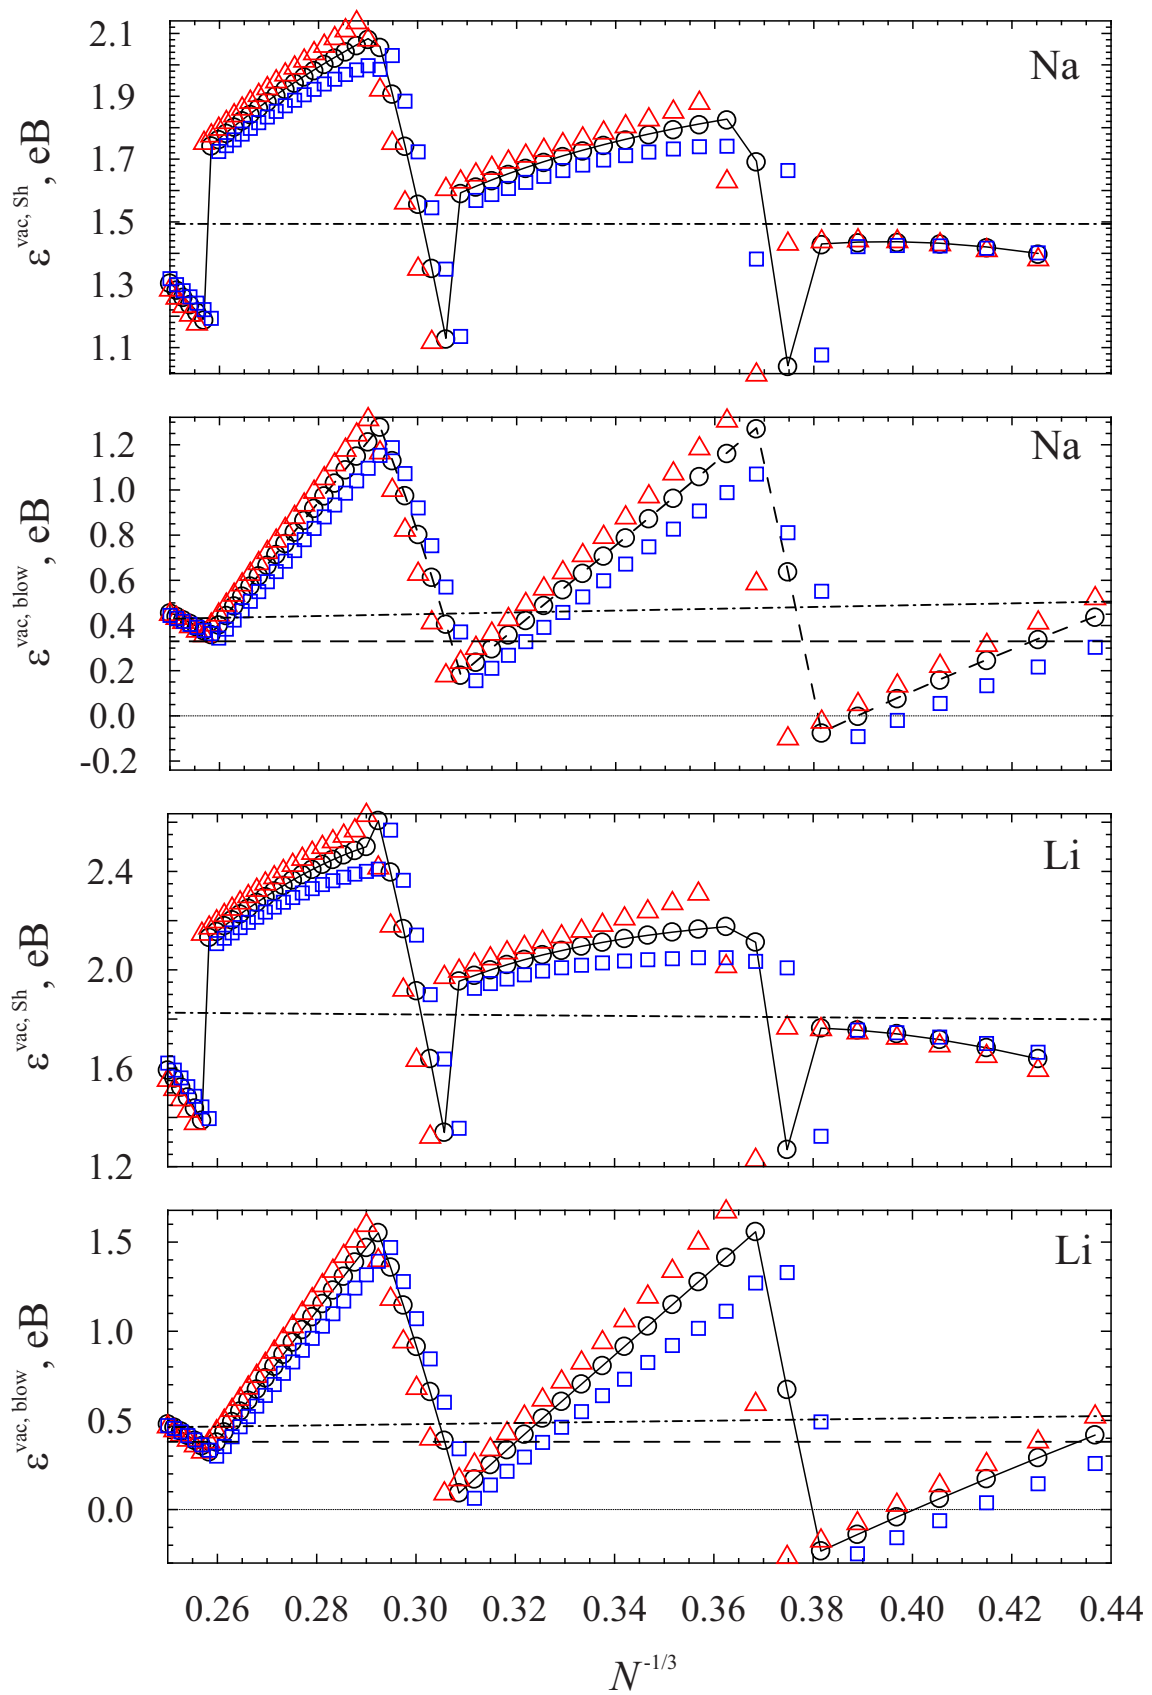 Na
ε^vac, Sh, eB
2.1
1.9
1.7
1.5
1.3
1.1
Na
ε^vac, blow, eB
1.2
1.0
0.8
0.6
0.4
0.2
0.0
-0.2
Li
ε^vac, Sh, eB
2.4
2.0
1.6
1.2
Li
ε^vac, blow, eB
1.5
1.0
0.5
0.0
0.26 0.28 0.30 0.32 0.34 0.36 0.38 0.40 0.42 0.44
N^-1/3